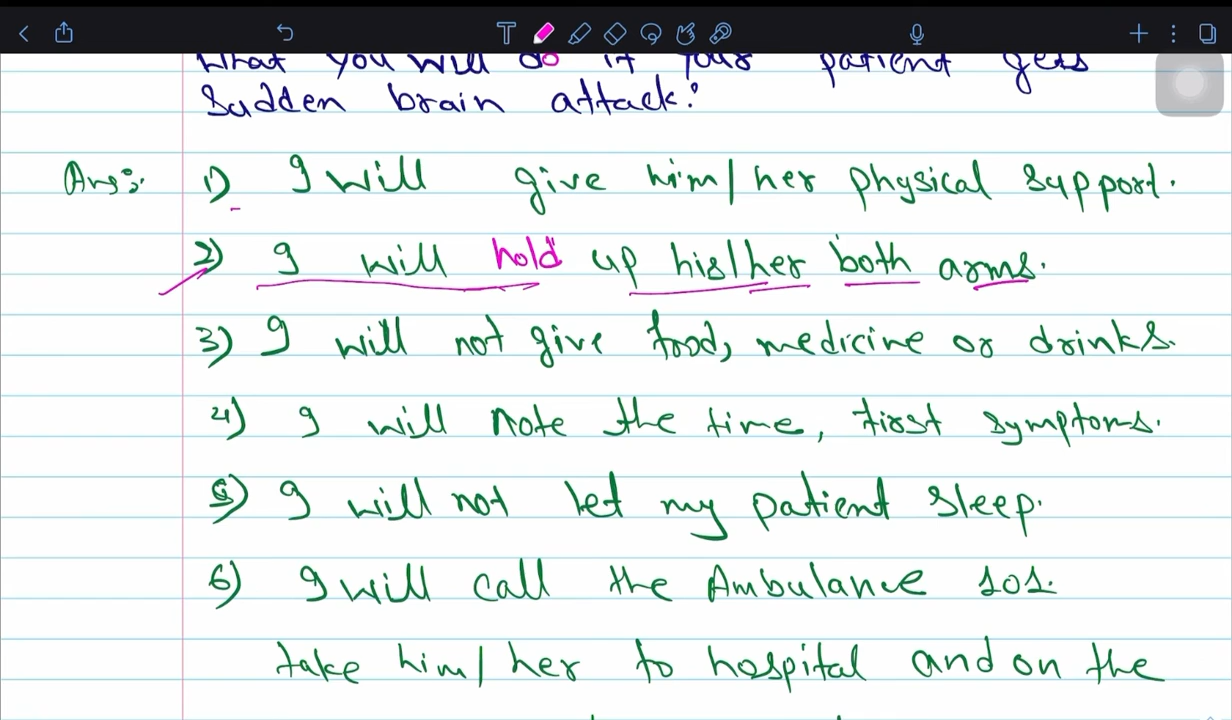 What you will do if your patient gets
Sudden brain attack?
Ans:
1) I will give him/her physical support.
2) I will hold up his/her both arms.
3) I will not give food, medicine or drinks.
4) I will note the time, first symptoms.
5) I will not let my patient sleep.
6) I will call the Ambulance 101.
take him/her to hospital and on the